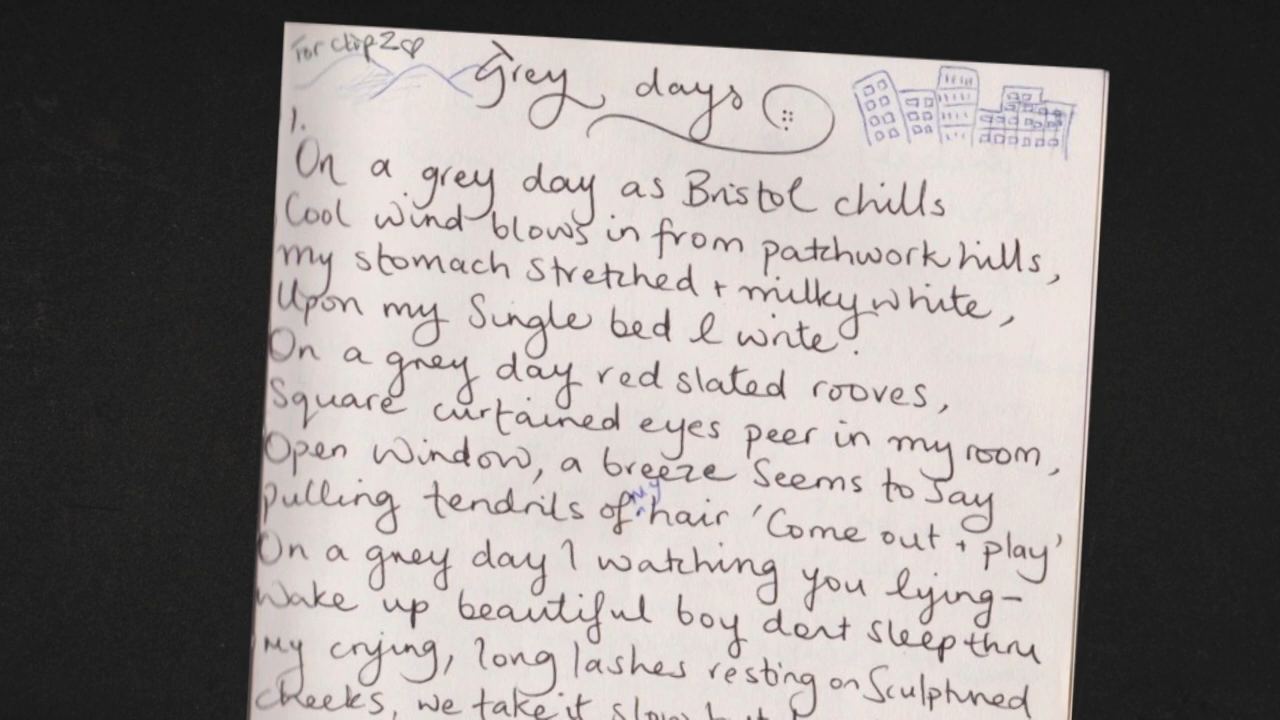 For clip 2
Grey days
1.
On a grey day as Bristol chills
Cool wind blows in from patchwork hills,
my stomach stretched + milky white,
Upon my single bed I write.
On a grey day red slated rooves,
Square curtained eyes peer in my room,
Open window, a breeze seems to say
pulling tendrils of my hair 'Come out + play'
On a grey day I watching you lying-
Wake up beautiful boy dont sleep thru
My crying, long lashes resting on Sculptured
cheeks, we take it slow but